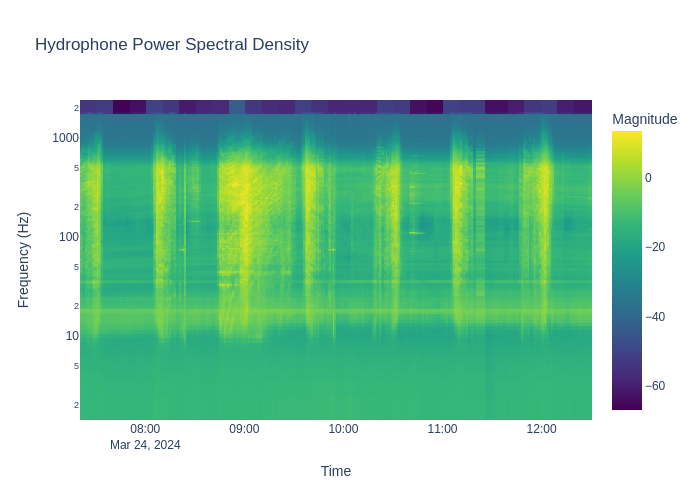 Hydrophone Power Spectral Density
Magnitude
2
1000
5
2
100
5
2
10
5
2
0
−20
−40
−60
Frequency (Hz)
08:00 09:00 10:00 11:00 12:00
Mar 24, 2024
Time